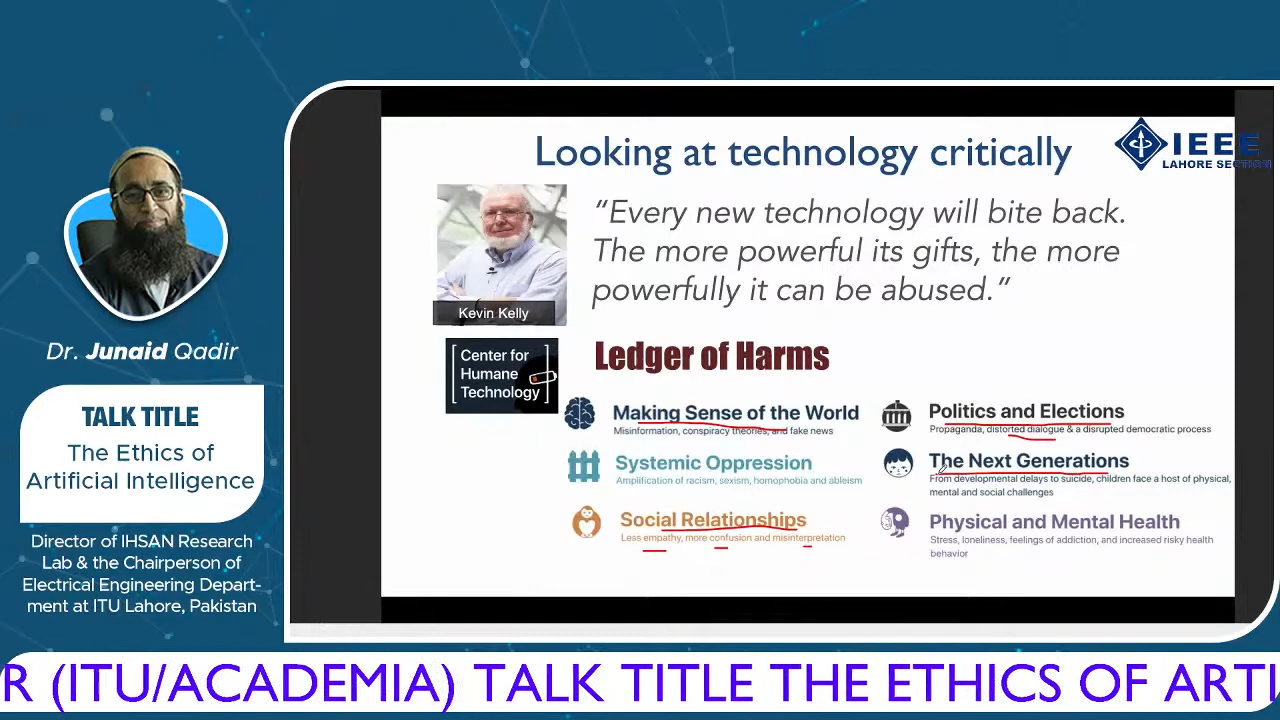 Dr. Junaid Qadir
TALK TITLE
The Ethics of
Artificial Intelligence
Director of IHSAN Research
Lab & the Chairperson of
Electrical Engineering Depart-
ment at ITU Lahore, Pakistan
Looking at technology critically
IEEE
LAHORE SECTION
“Every new technology will bite back.
The more powerful its gifts, the more
powerfully it can be abused.”
Kevin Kelly
Center for
Humane
Technology
Ledger of Harms
Making Sense of the World
Misinformation, conspiracy theories, and fake news
Politics and Elections
Propaganda, distorted dialogue & a disrupted democratic process
Systemic Oppression
Amplification of racism, sexism, homophobia and ableism
The Next Generations
From developmental delays to suicide, children face a host of physical,
mental and social challenges
Social Relationships
Less empathy, more confusion and misinterpretation
Physical and Mental Health
Stress, loneliness, feelings of addiction, and increased risky health
behavior
R (ITU/ACADEMIA) TALK TITLE THE ETHICS OF ARTI